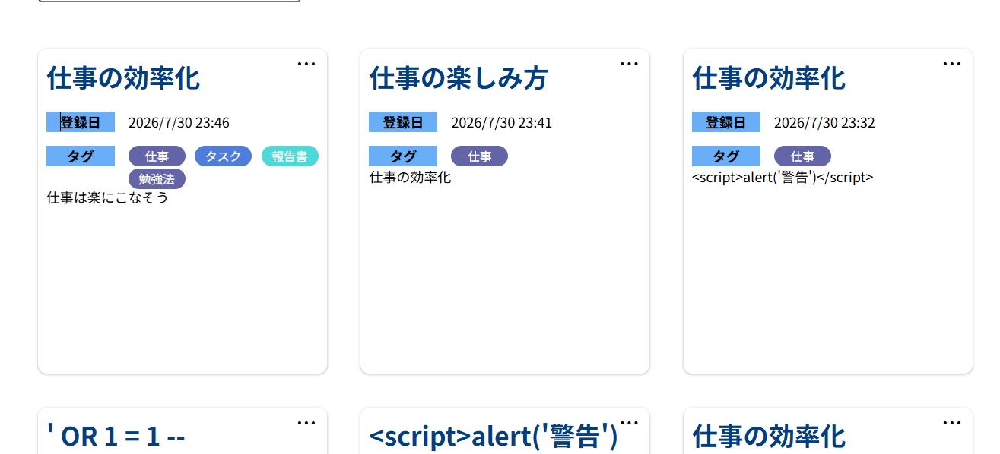 仕事の効率化
…
登録日 2026/7/30 23:46
タグ 仕事 タスク 報告書
勉強法
仕事は楽にこなそう
仕事の楽しみ方
…
登録日 2026/7/30 23:41
タグ 仕事
仕事の効率化
仕事の効率化
…
登録日 2026/7/30 23:32
タグ 仕事
<script>alert('警告')</script>
' OR 1 = 1 --
…
<script>alert('警告')
…
仕事の効率化
…